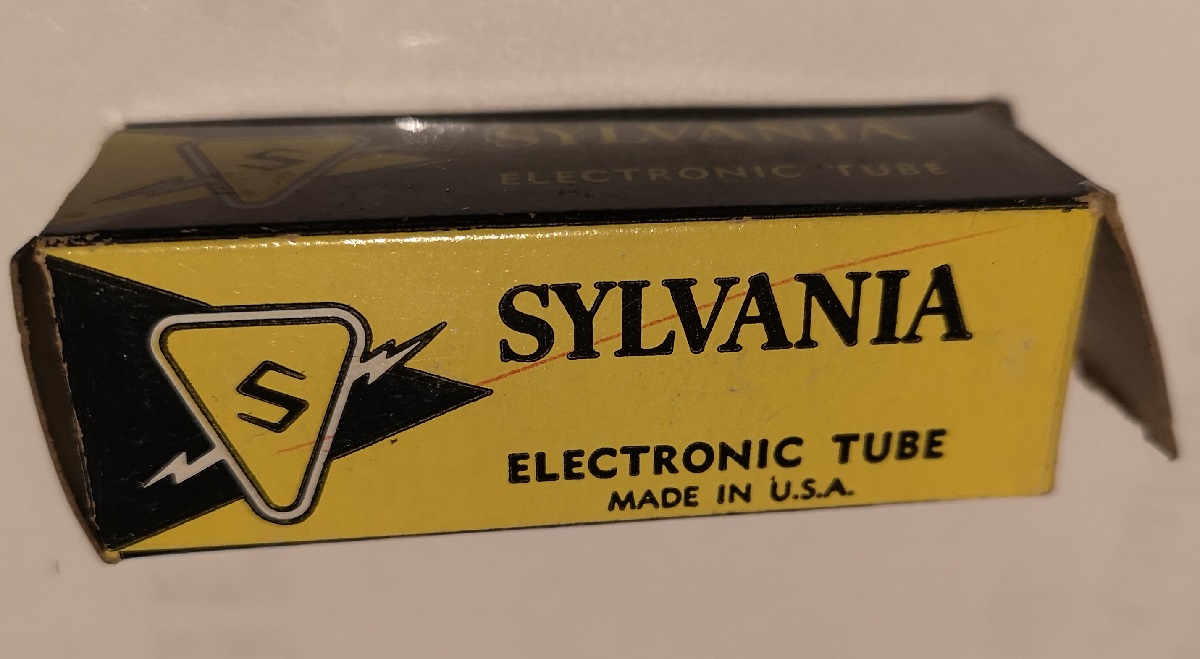 S
SYLVANIA
ELECTRONIC TUBE
S
SYLVANIA
ELECTRONIC TUBE
MADE IN U.S.A.